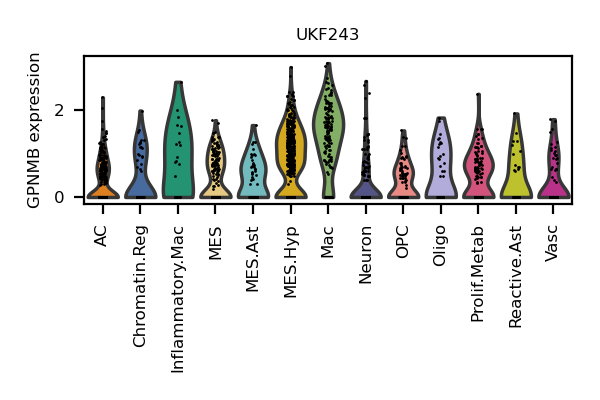 UKF243
GPNMB expression
2
0
AC
Chromatin.Reg
Inflammatory.Mac
MES
MES.Ast
MES.Hyp
Mac
Neuron
OPC
Oligo
Prolif.Metab
Reactive.Ast
Vasc